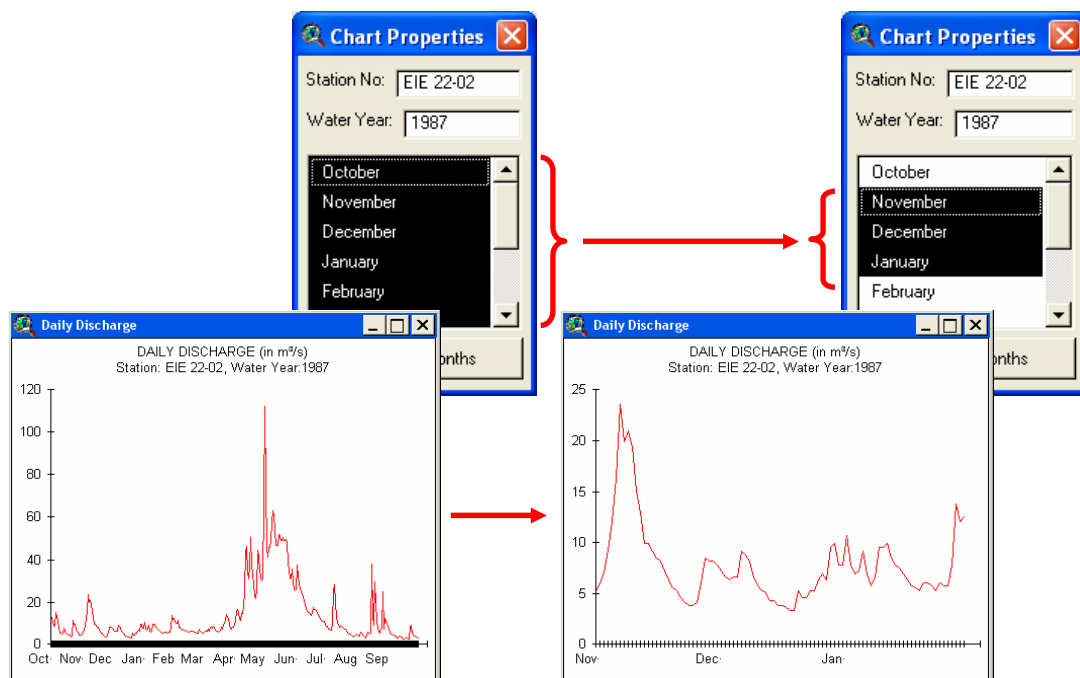 Chart Properties
Station No: EIE 22-02
Water Year: 1987
October
November
December
January
February
onths
Chart Properties
Station No: EIE 22-02
Water Year: 1987
October
November
December
January
February
onths
Daily Discharge
DAILY DISCHARGE (in m³/s)
Station: EIE 22-02, Water Year:1987
120
100
80
60
40
20
0
Oct· Nov· Dec Jan· Feb Mar Apr· May Jun· Jul· Aug Sep
Daily Discharge
DAILY DISCHARGE (in m³/s)
Station: EIE 22-02, Water Year:1987
25
20
15
10
5
0
Nov· Dec· Jan·